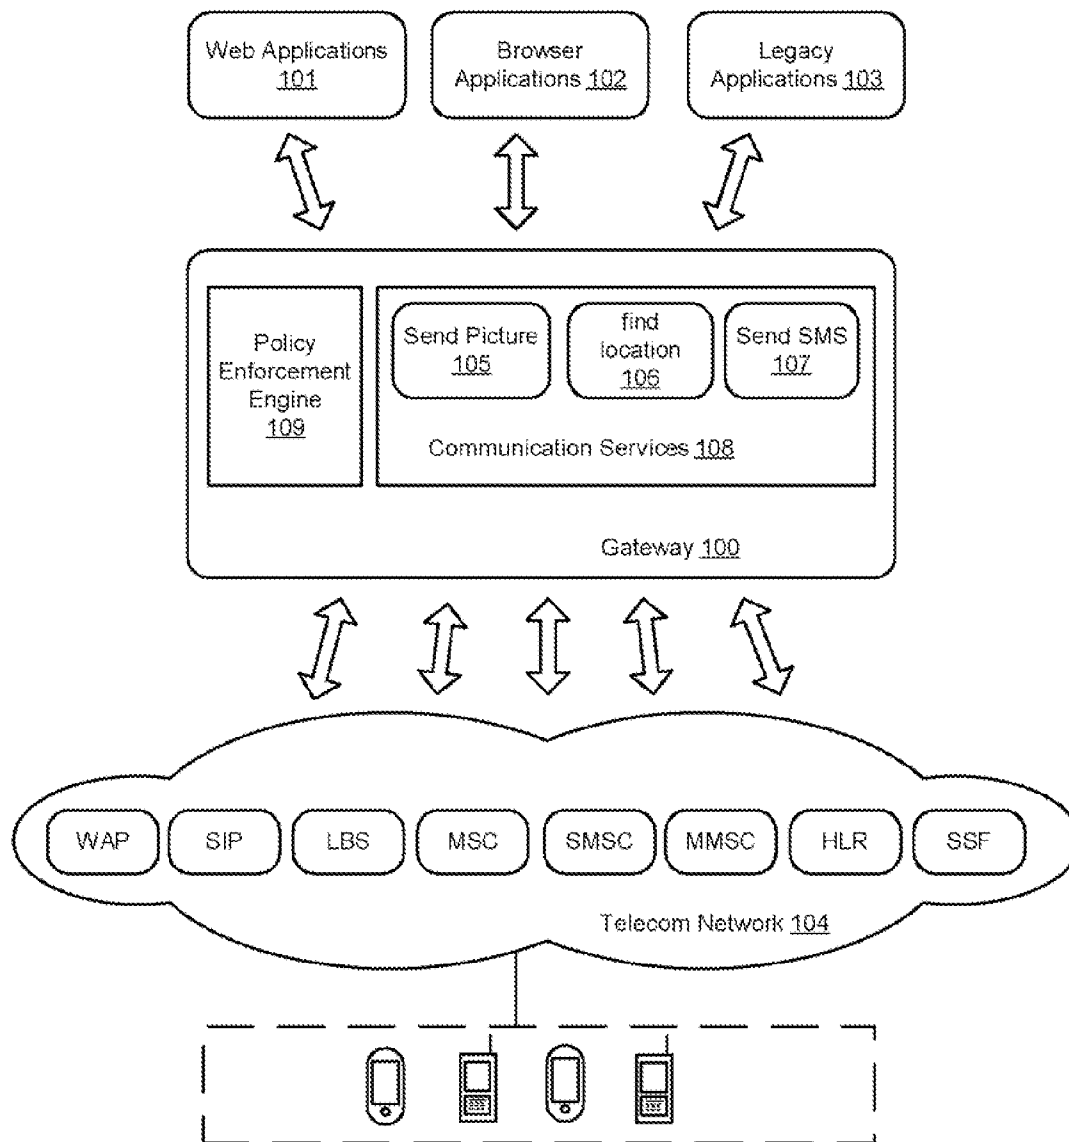 Web Applications
101
Browser
Applications 102
Legacy
Applications 103
Policy
Enforcement
Engine
109
Send Picture
105
find
location
106
Send SMS
107
Communication Services 108
Gateway 100
WAP
SIP
LBS
MSC
SMSC
MMSC
HLR
SSF
Telecom Network 104